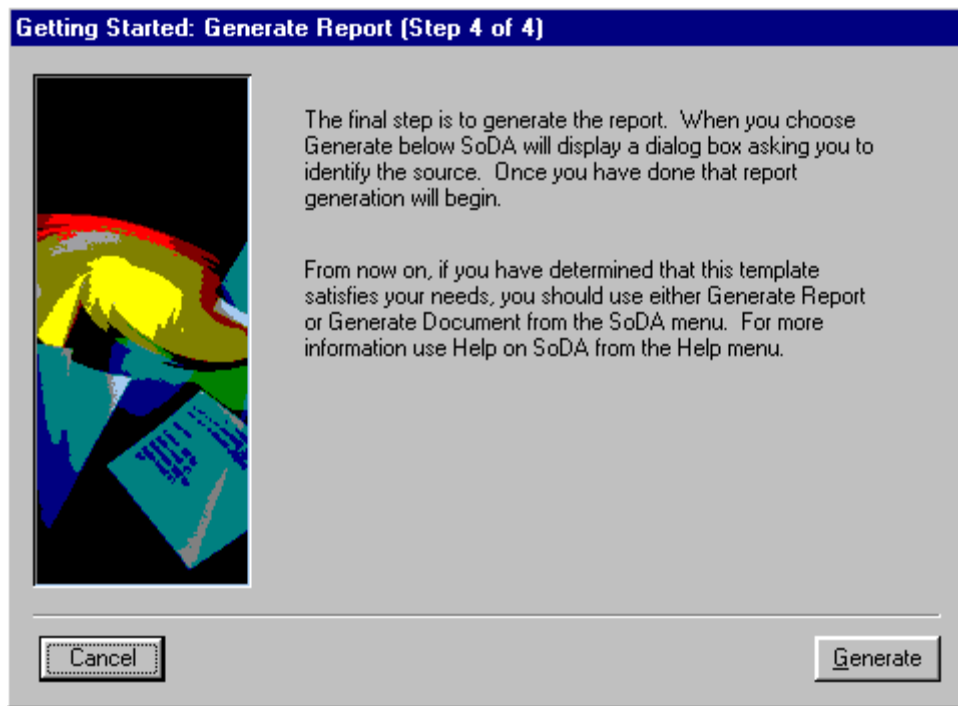 Getting Started: Generate Report (Step 4 of 4)
The final step is to generate the report.  When you choose
Generate below SoDA will display a dialog box asking you to
identify the source.  Once you have done that report
generation will begin.
From now on, if you have determined that this template
satisfies your needs, you should use either Generate Report
or Generate Document from the SoDA menu.  For more
information use Help on SoDA from the Help menu.
Cancel
Generate